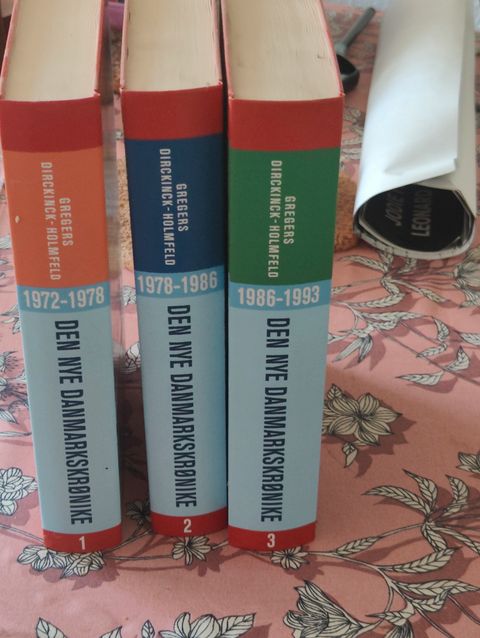 GREGERS
DIRCKINCK-HOLMFELD
1972-1978
DEN NYE DANMARKSKRØNIKE
1
GREGERS
DIRCKINCK-HOLMFELD
1978-1986
DEN NYE DANMARKSKRØNIKE
2
GREGERS
DIRCKINCK-HOLMFELD
1986-1993
DEN NYE DANMARKSKRØNIKE
3